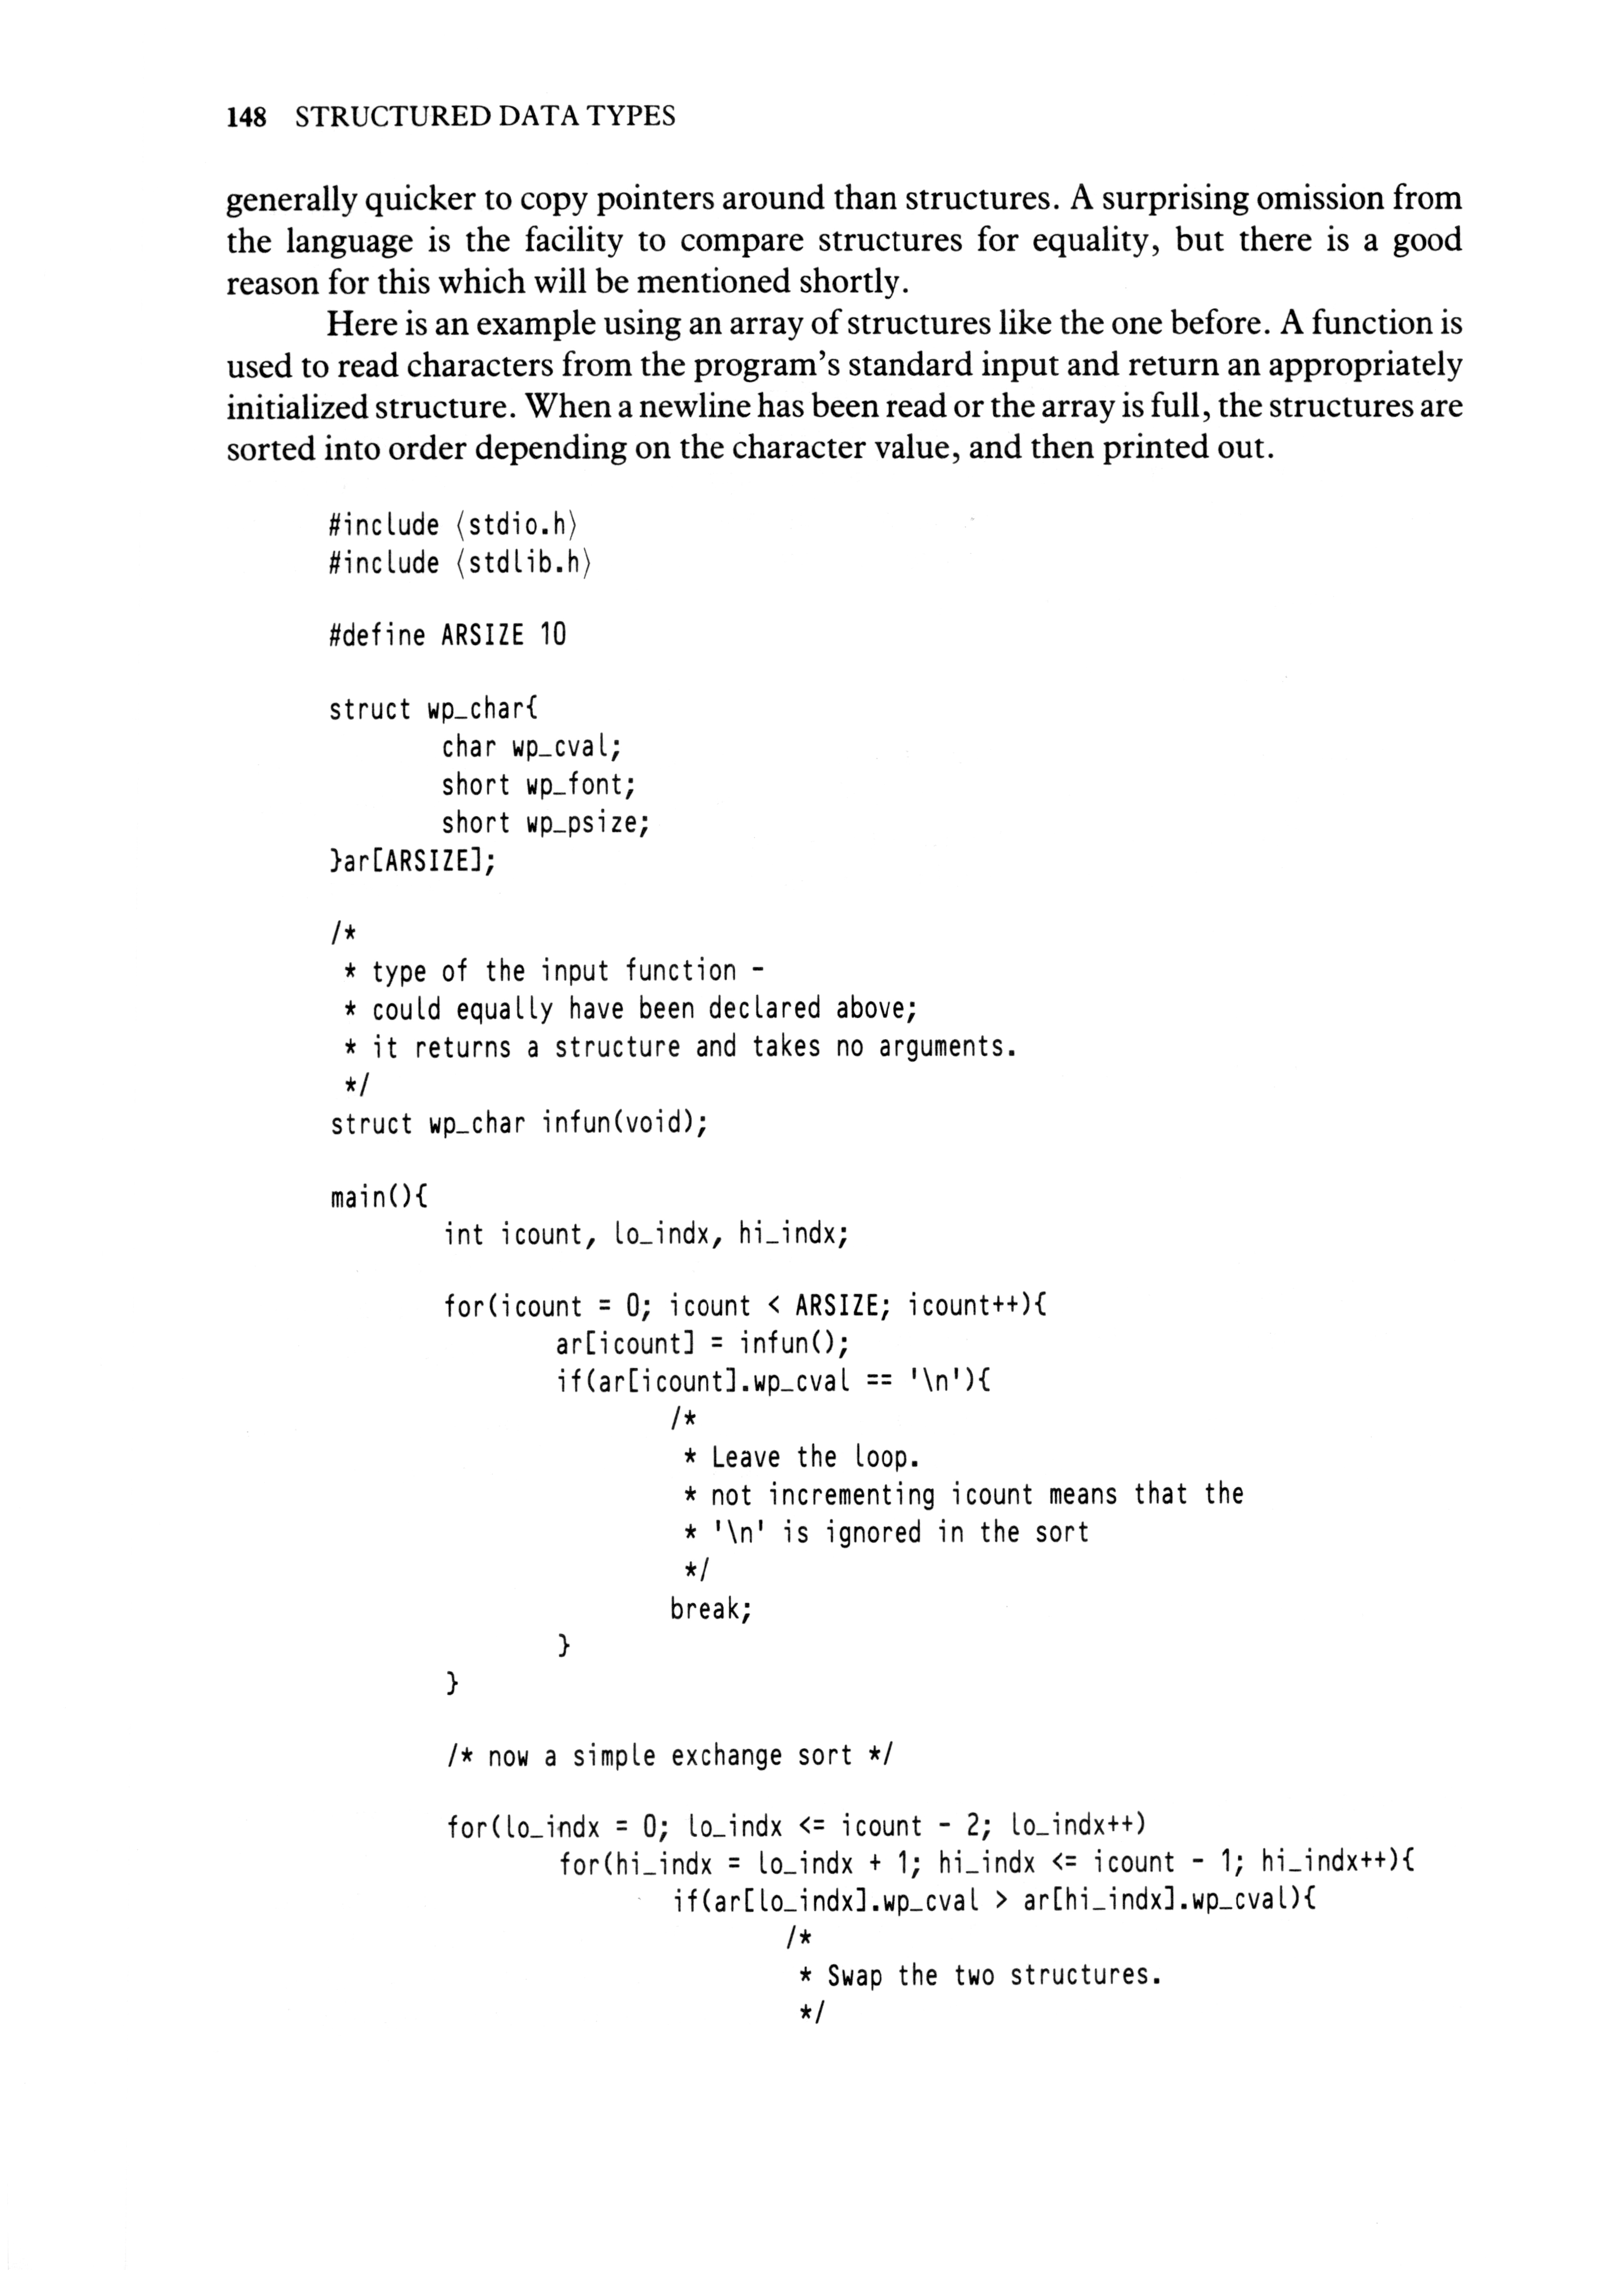 148 STRUCTURED DATA TYPES
generally quicker to copy pointers around than structures. A surprising omission from
the language is the facility to compare structures for equality, but there is a good
reason for this which will be mentioned shortly.
Here is an example using an array of structures like the one before. A function is
used to read characters from the program's standard input and return an appropriately
initialized structure. When a newline has been read or the array is full, the structures are
sorted into order depending on the character value, and then printed out.
#include ⟨stdio.h⟩
#include ⟨stdlib.h⟩
#define ARSIZE 10
struct wp_char{
char wp_cval;
short wp_font;
short wp_psize;
}ar[ARSIZE];
/*
* type of the input function -
* could equally have been declared above;
* it returns a structure and takes no arguments.
*/
struct wp_char infun(void);
main(){
int icount, lo_indx, hi_indx;
for(icount = 0; icount < ARSIZE; icount++){
ar[icount] = infun();
if(ar[icount].wp_cval == '\n'){
/*
* Leave the loop.
* not incrementing icount means that the
* '\n' is ignored in the sort
*/
break;
}
}
/* now a simple exchange sort */
for(lo_indx = 0; lo_indx <= icount - 2; lo_indx++)
for(hi_indx = lo_indx + 1; hi_indx <= icount - 1; hi_indx++){
if(ar[lo_indx].wp_cval > ar[hi_indx].wp_cval){
/*
* Swap the two structures.
*/